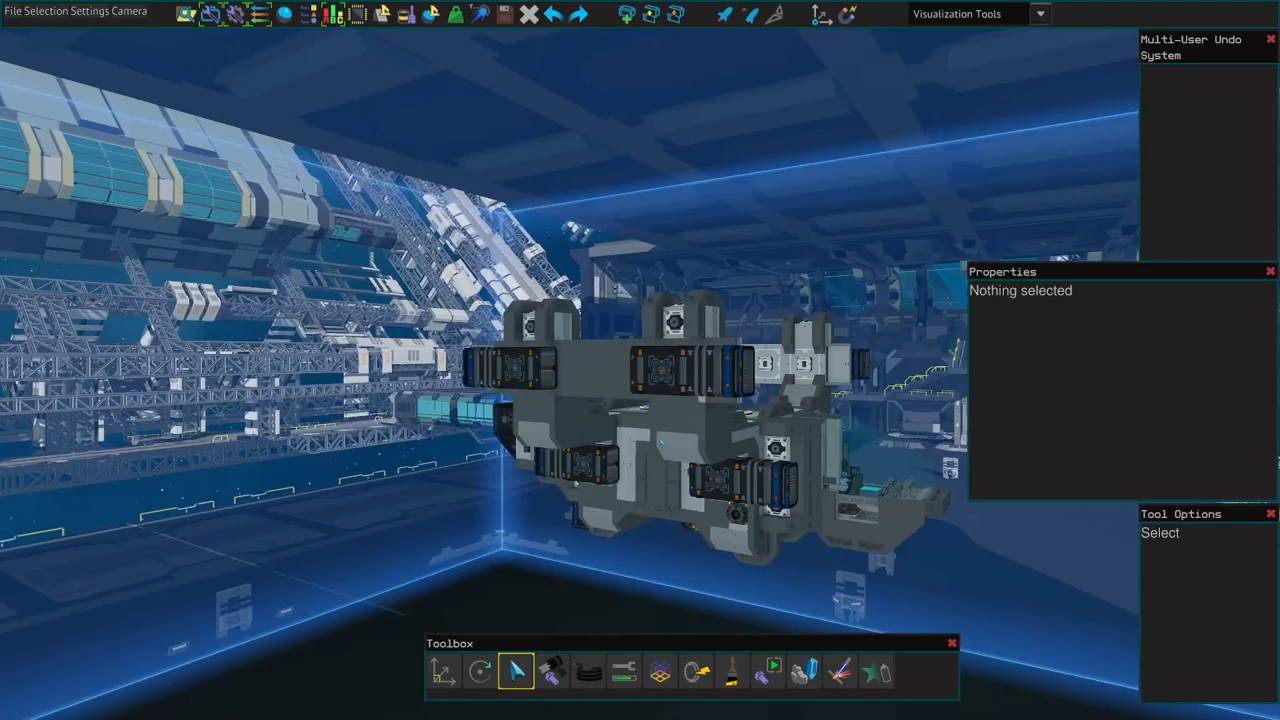 File Selection Settings Camera
Visualization Tools
Multi-User Undo
System
Properties
Nothing selected
Tool Options
Select
Toolbox